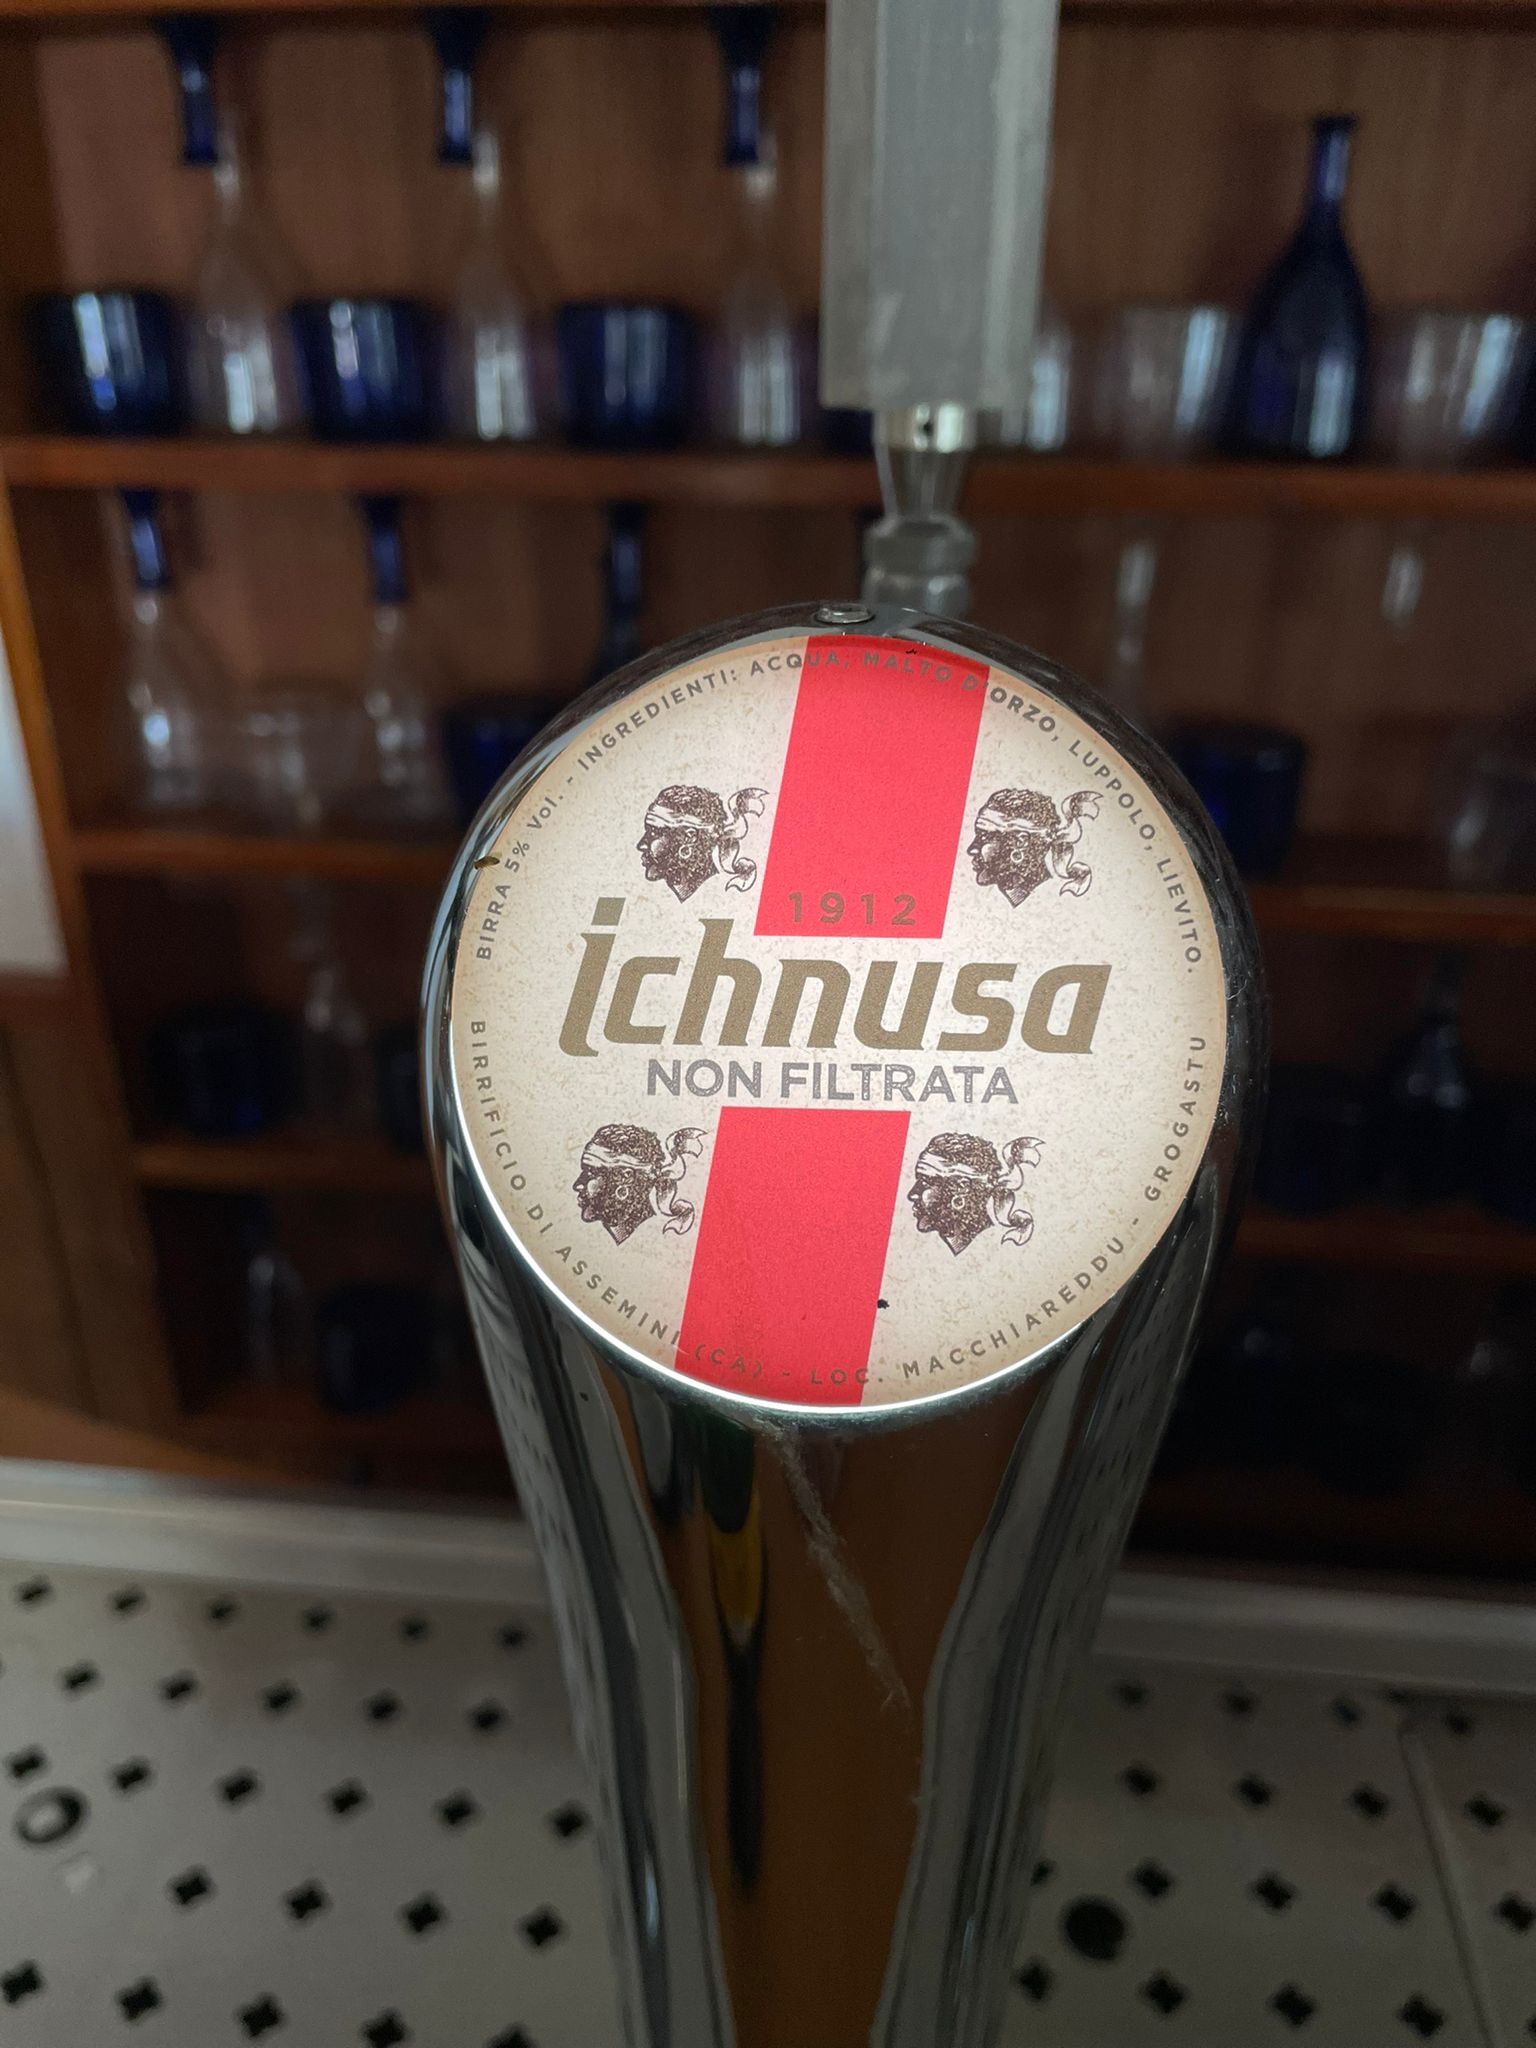 BIRRA 5% Vol. - INGREDIENTI: ACQUA, MALTO D'ORZO, LUPPOLO, LIEVITO.
1912
ichnusa
NON FILTRATA
BIRRIFICIO DI ASSEMINI (CA) - LOC. MACCHIAREDDU - GROGASTU